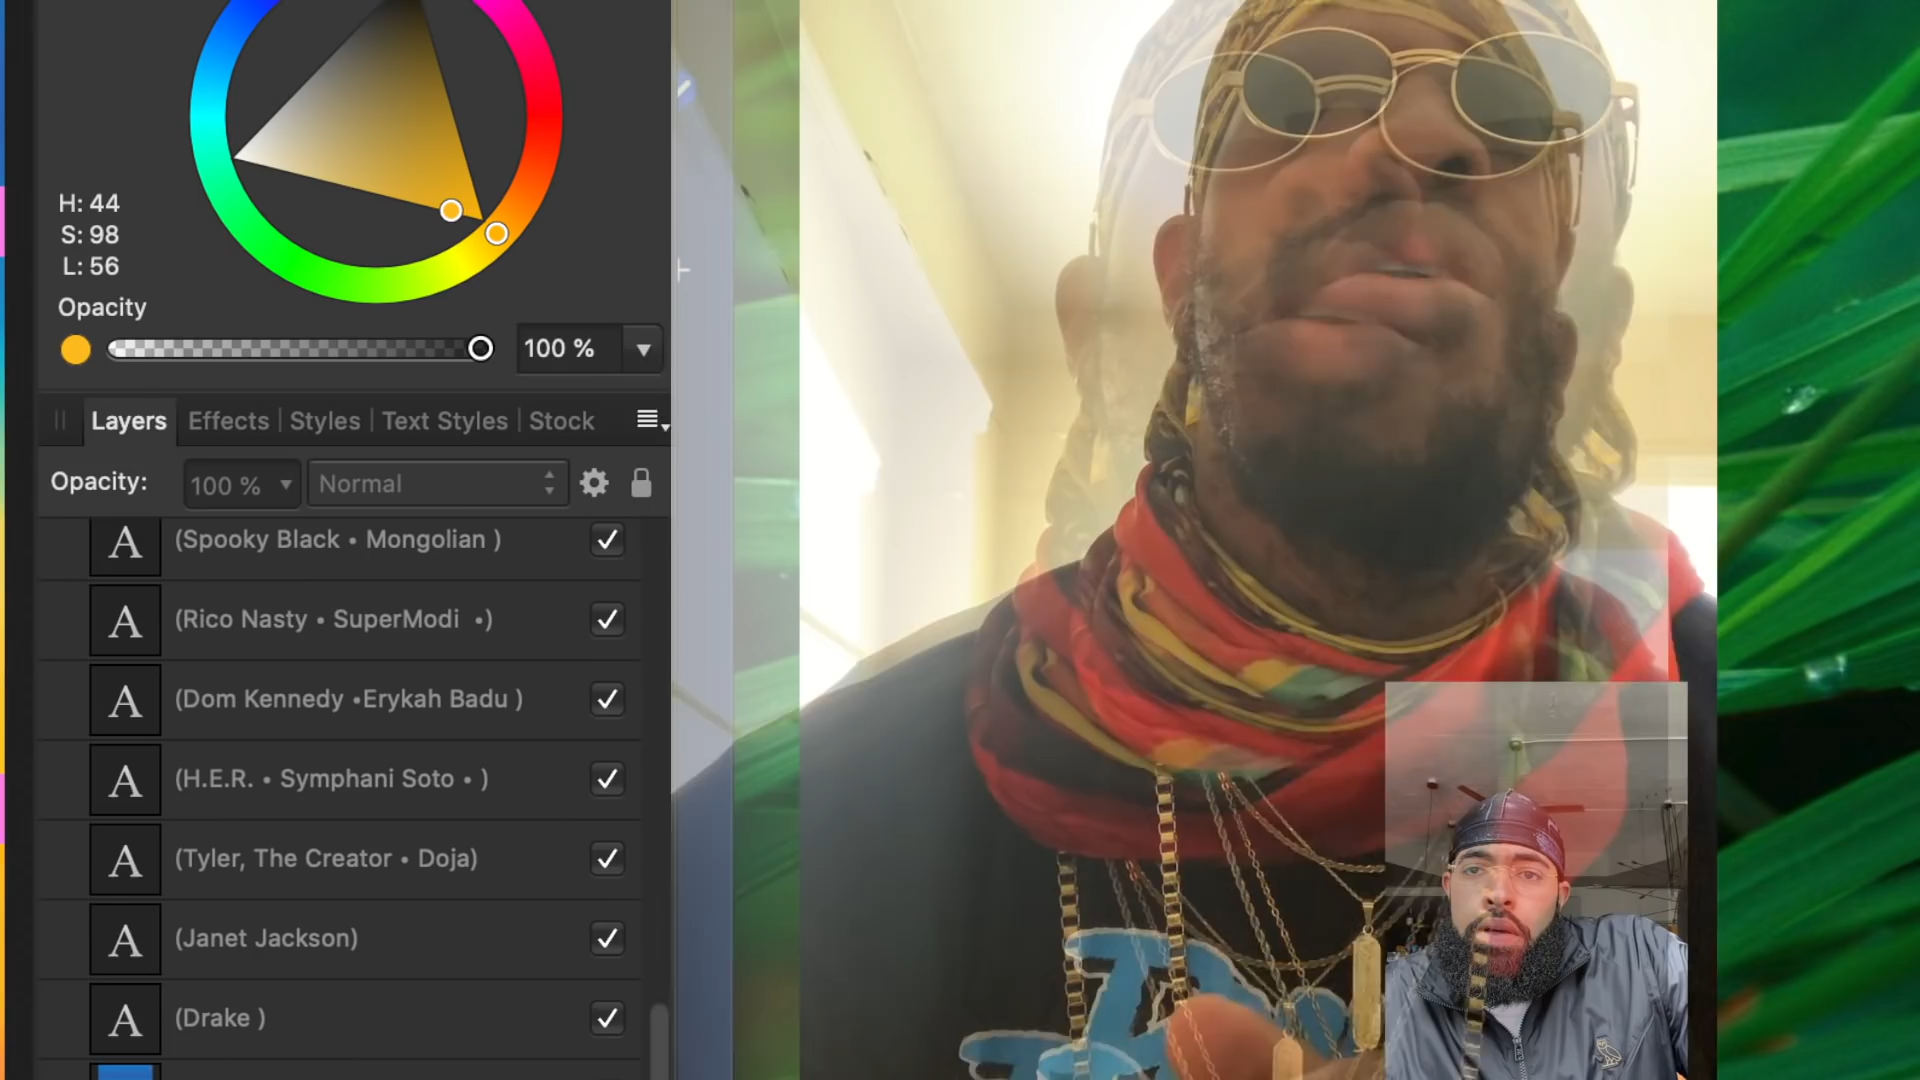 H: 44
S: 98
L: 56
Opacity
100 %
Layers Effects Styles Text Styles Stock
Opacity: 100 % Normal
A (Spooky Black • Mongolian )
A (Rico Nasty • SuperModi •)
A (Dom Kennedy •Erykah Badu )
A (H.E.R. • Symphani Soto • )
A (Tyler, The Creator • Doja)
A (Janet Jackson)
A (Drake )